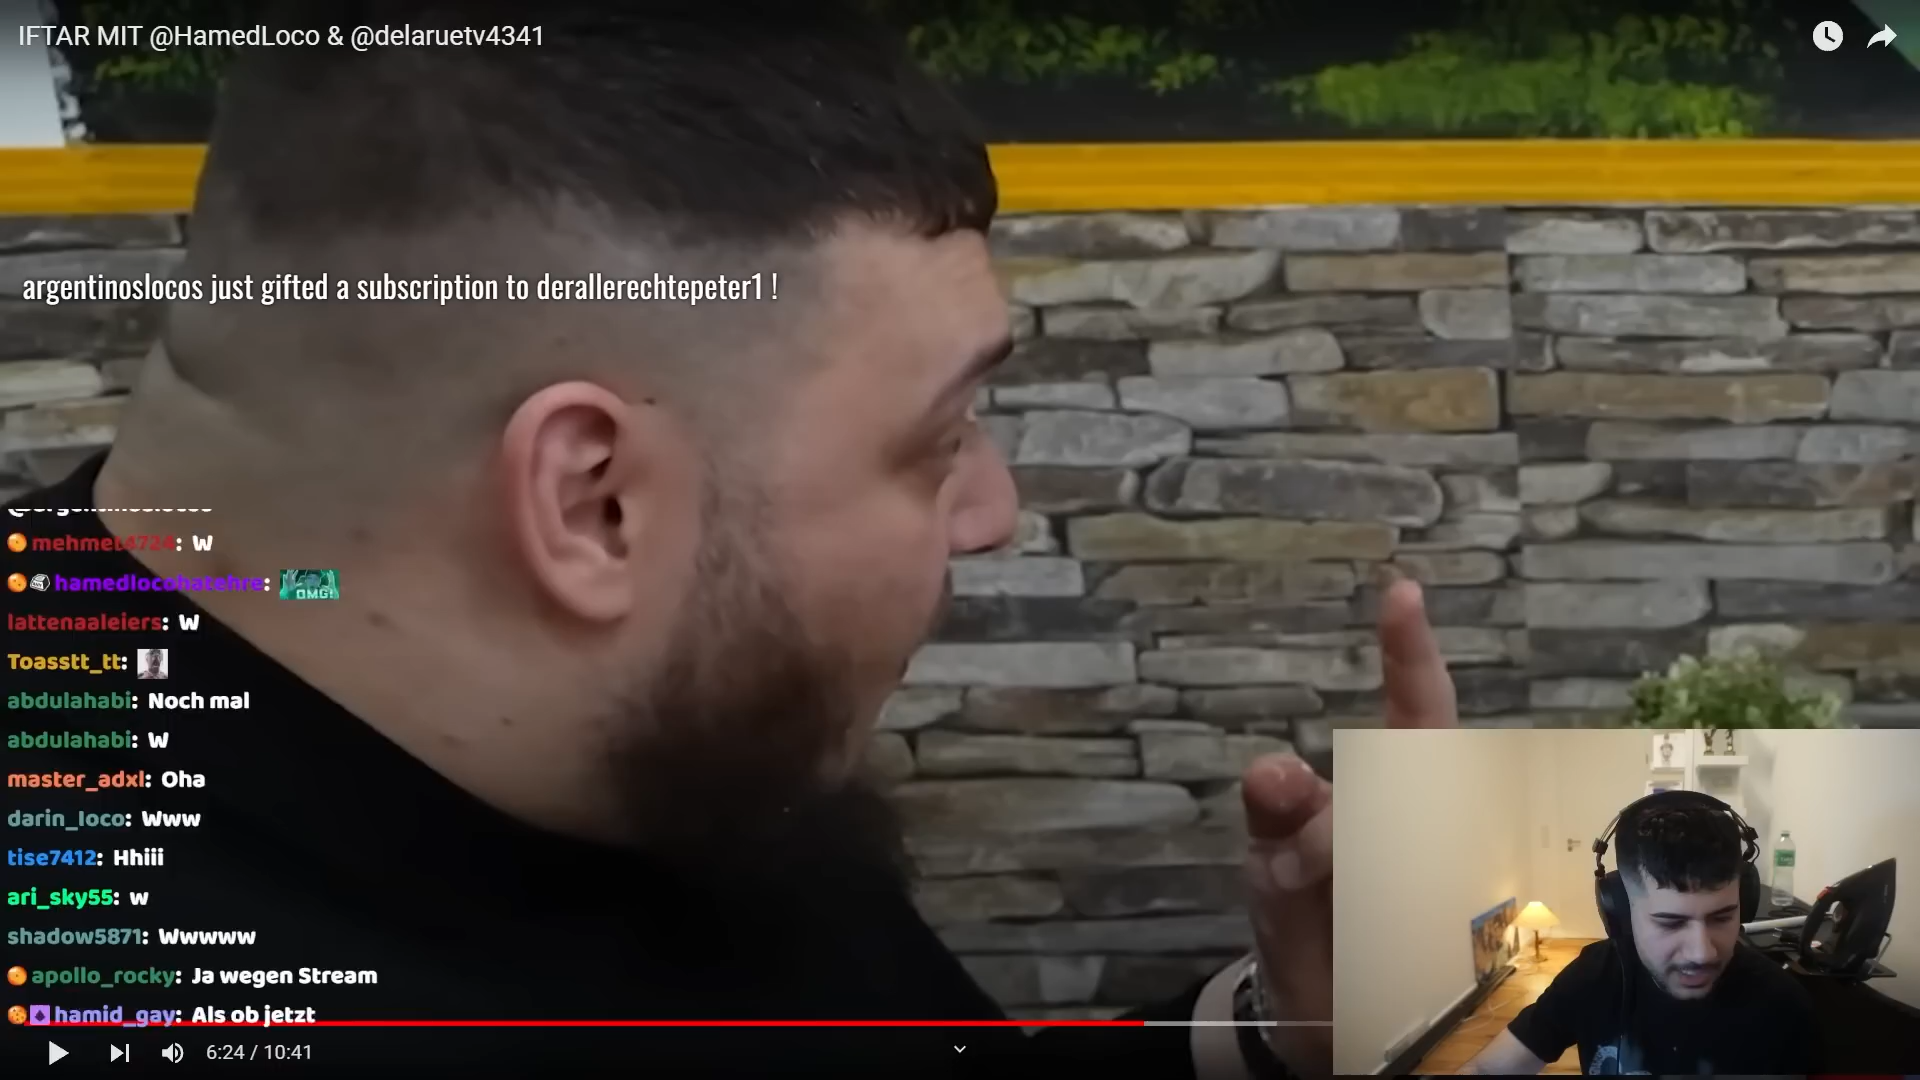 IFTAR MIT @HamedLoco & @delaruetv4341
argentinoslocos just gifted a subscription to derallerechtepeter1 !
mehmet4724: W
hamedlocohatehre: OMG!
lattenaaleiers: W
Toasstt_tt:
abdulahabi: Noch mal
abdulahabi: W
master_adxl: Oha
darin_loco: Www
tise7412: Hhiii
ari_sky55: w
shadow5871: Wwwww
apollo_rocky: Ja wegen Stream
hamid_gay: Als ob jetzt
6:24 / 10:41